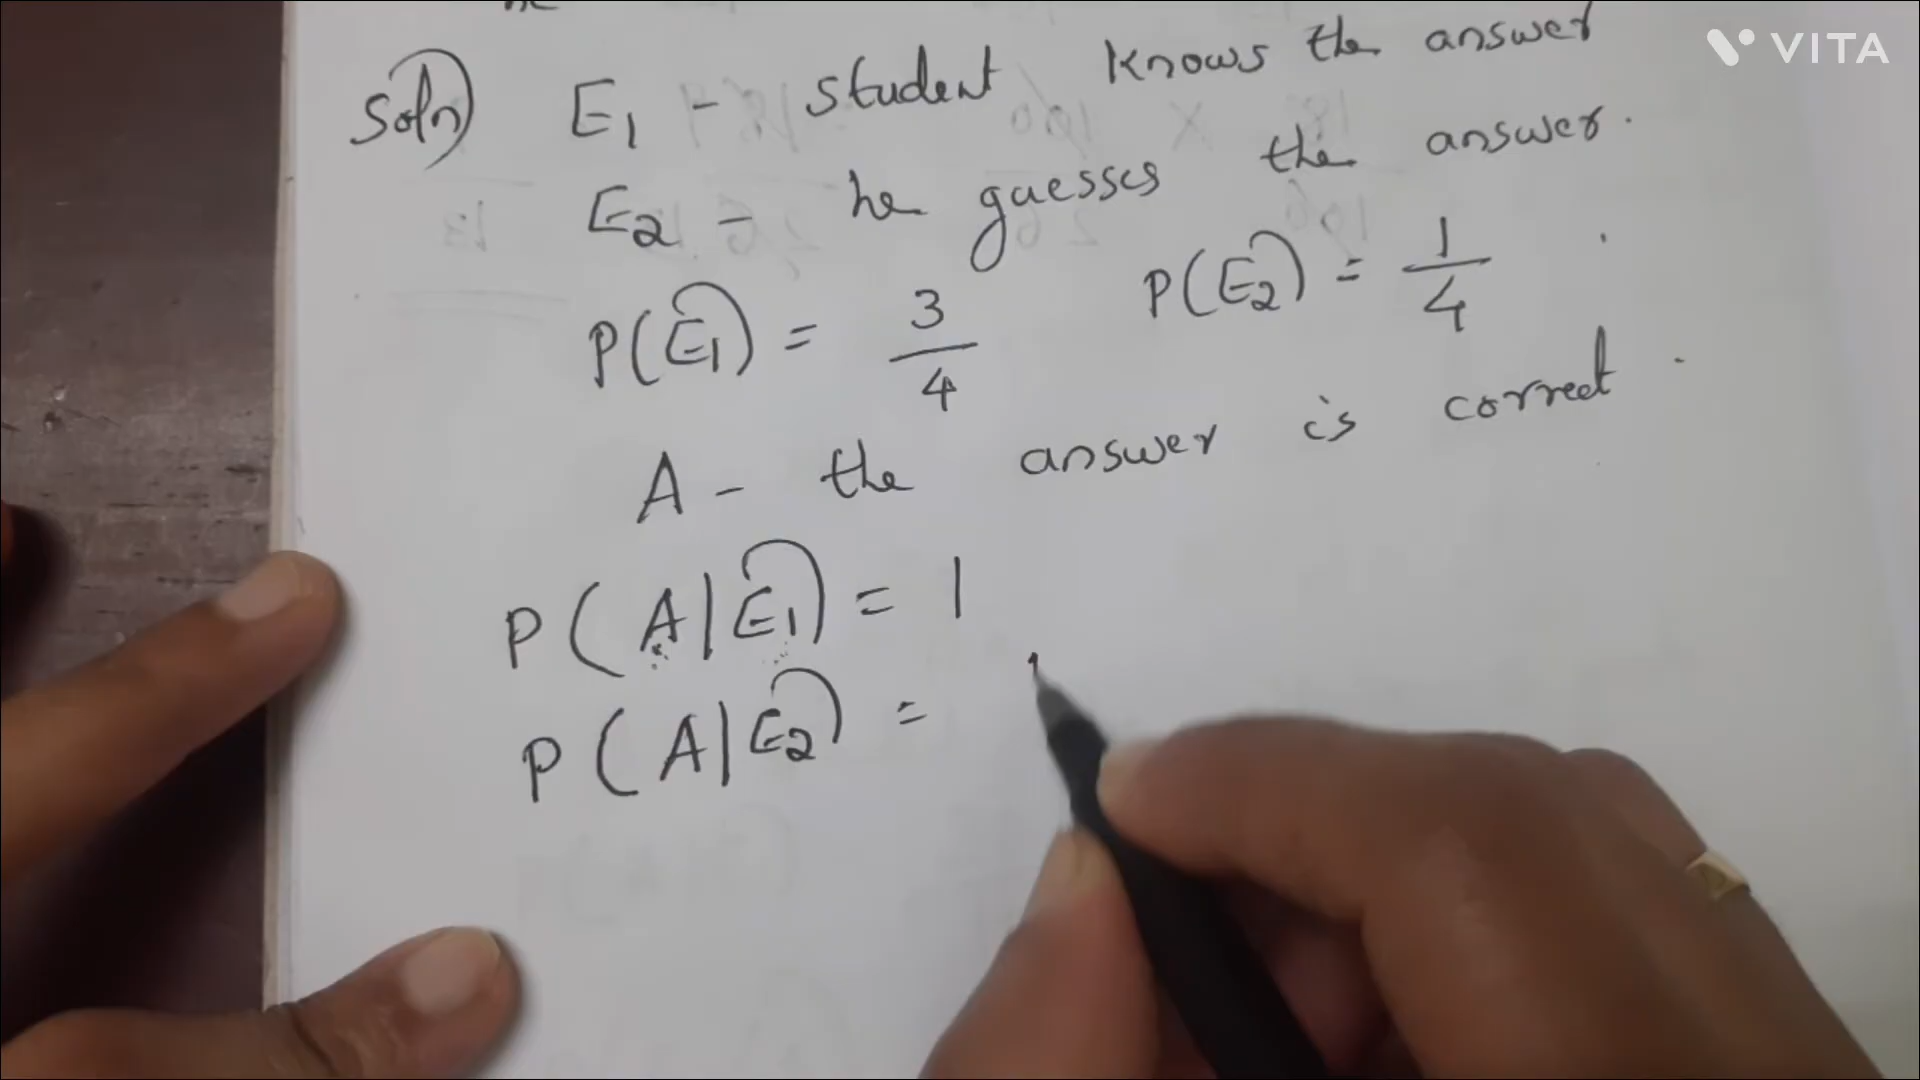 VITA
Soln) E1 - student knows the answer
E2 - he guesses the answer.
P(E1) = 3/4 P(E2) = 1/4
A - the answer is correct.
P(A|E1) = 1
P(A|E2) =